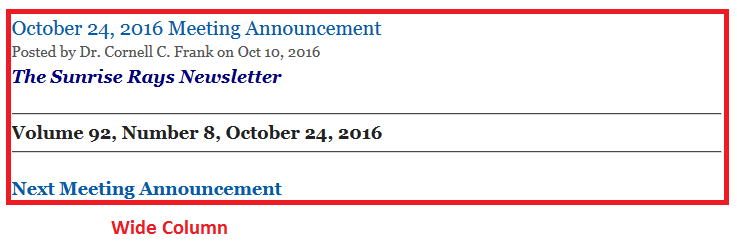 October 24, 2016 Meeting Announcement
Posted by Dr. Cornell C. Frank on Oct 10, 2016
The Sunrise Rays Newsletter
Volume 92, Number 8, October 24, 2016
Next Meeting Announcement
Wide Column